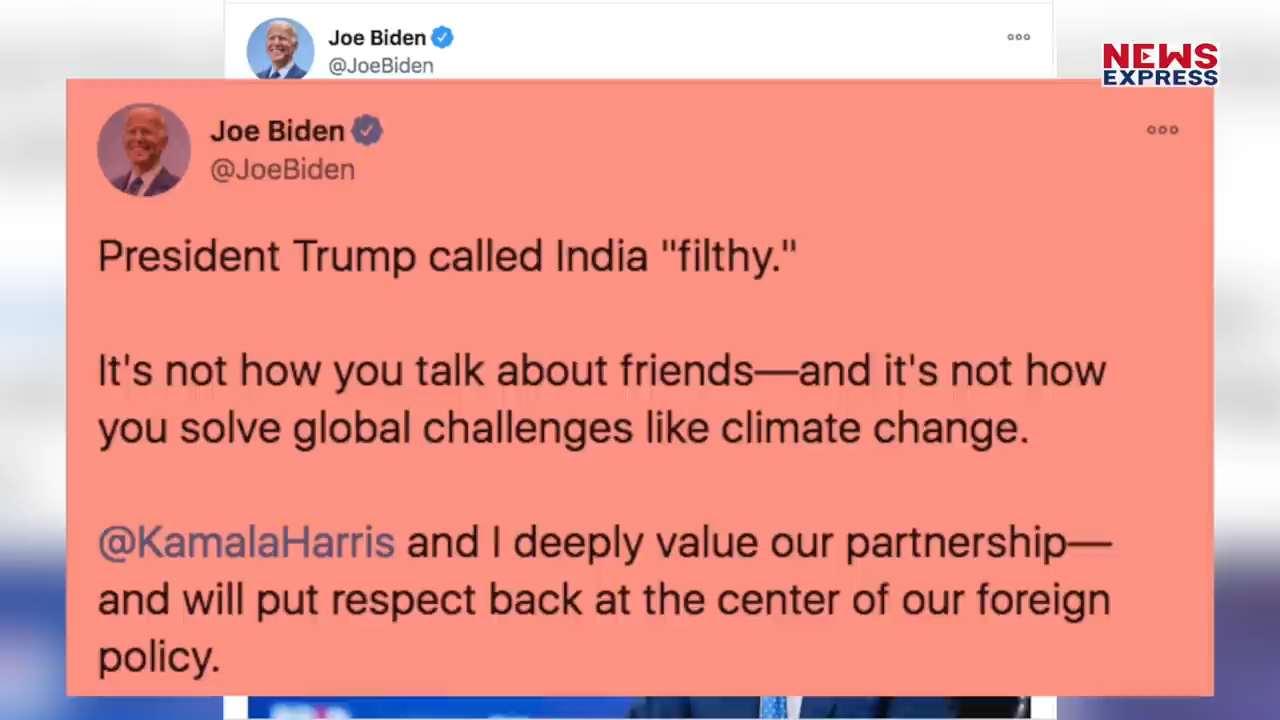 Joe Biden
@JoeBiden
NEWS
EXPRESS
Joe Biden
@JoeBiden
President Trump called India "filthy."
It's not how you talk about friends—and it's not how
you solve global challenges like climate change.
@KamalaHarris and I deeply value our partnership—
and will put respect back at the center of our foreign
policy.